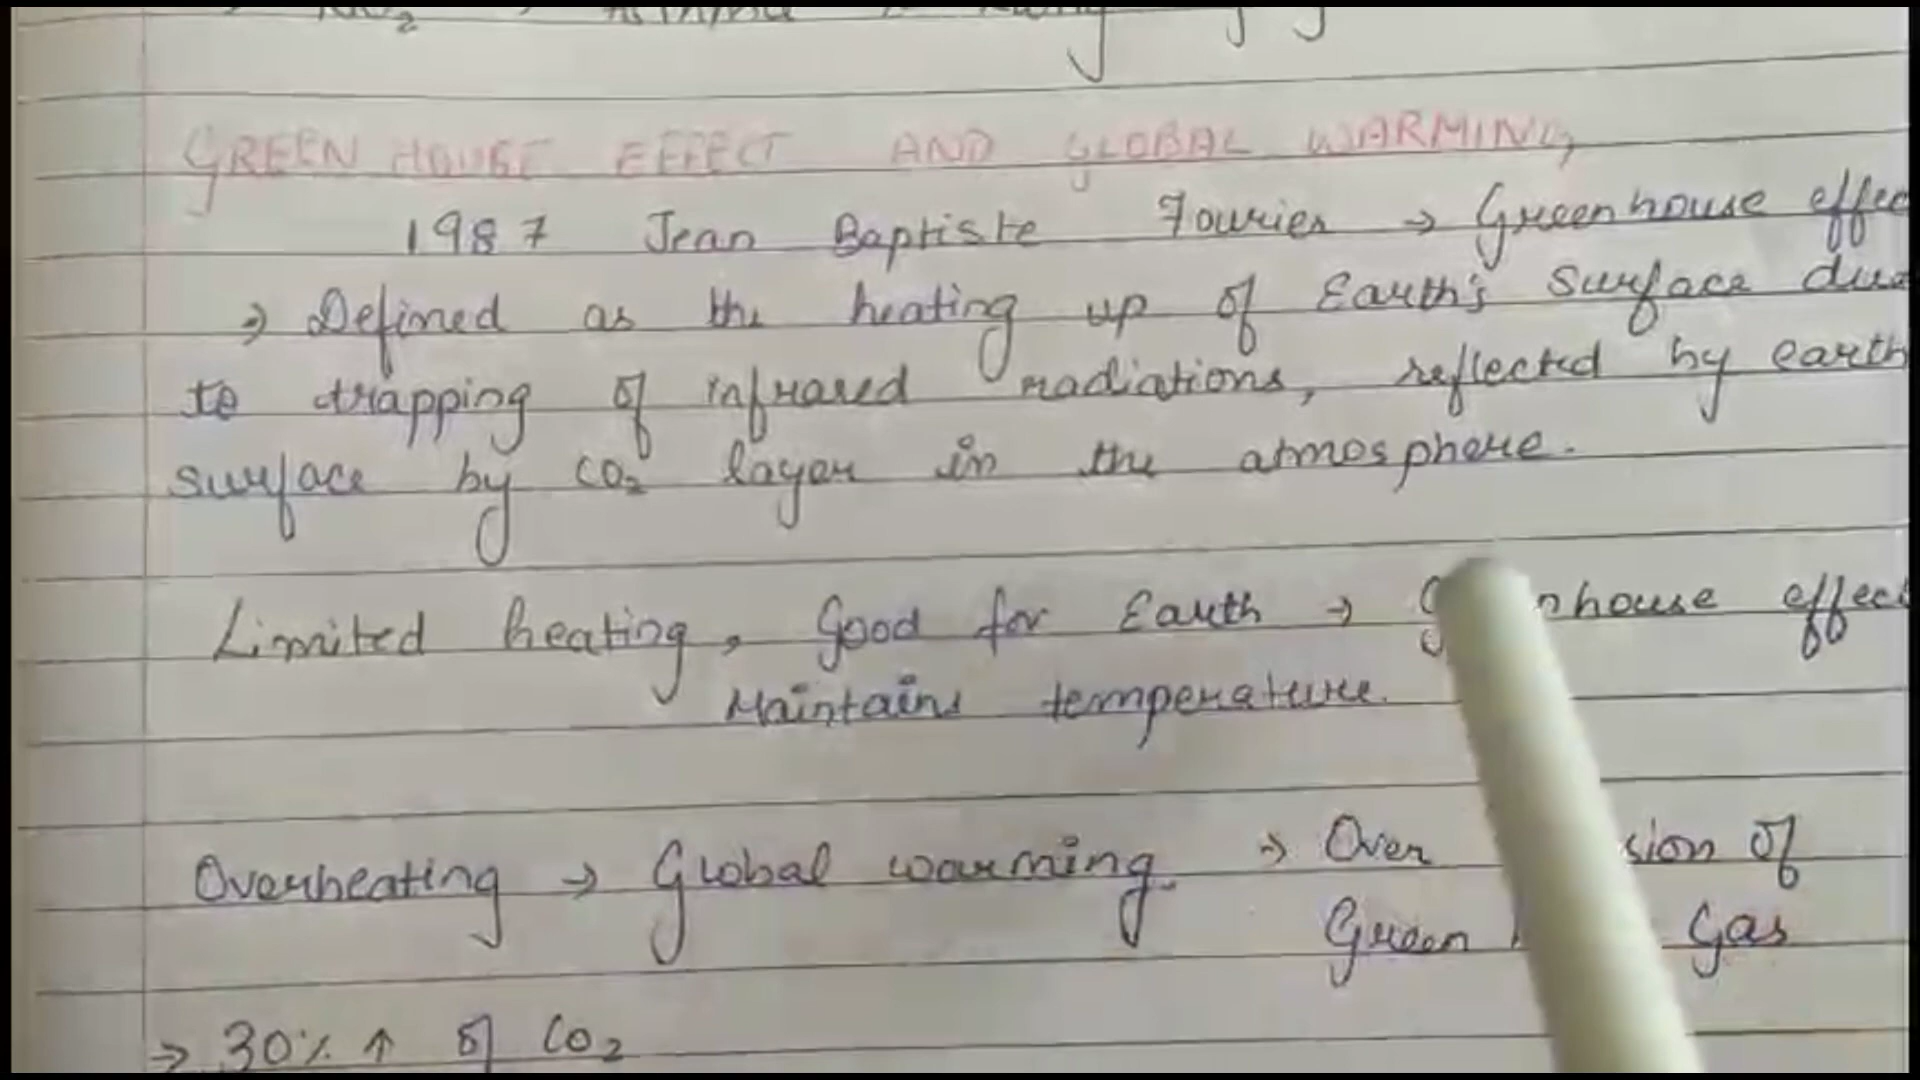 GREEN HOUSE EFFECT AND GLOBAL WARMING
1987 Jean Baptiste Fourier → Greenhouse effec
⇒ Defined as the heating up of Earth's surface due
to trapping of infrared radiations, reflected by earth
surface by CO₂ layer in the atmosphere.
Limited heating, Good for Earth → nhouse effect
Maintains temperature.
Overheating → Global warming. → Over sion of
Green Gas
→ 30% ↑ of CO₂